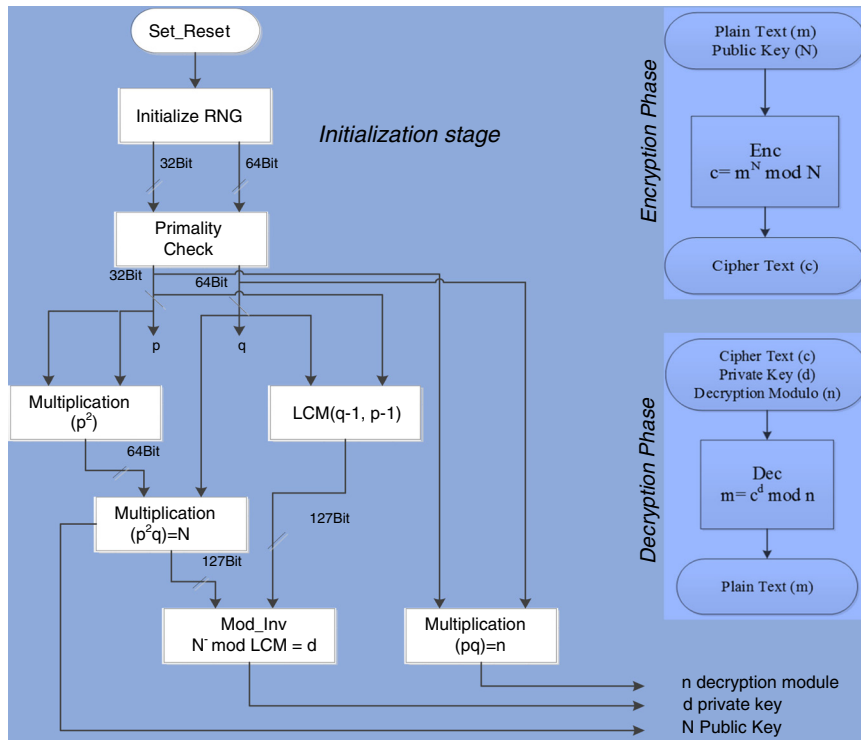 Set_Reset
Initialize RNG
Initialization stage
32Bit
64Bit
Primality
Check
32Bit
64Bit
p
q
Multiplication
(p²)
LCM(q-1, p-1)
64Bit
Multiplication
(p²q)=N
127Bit
127Bit
Mod_Inv
N⁻ mod LCM = d
Multiplication
(pq)=n
n decryption module
d private key
N Public Key
Encryption Phase
Plain Text (m)
Public Key (N)
Enc
c= m^N mod N
Cipher Text (c)
Decryption Phase
Cipher Text (c)
Private Key (d)
Decryption Modulo (n)
Dec
m= c^d mod n
Plain Text (m)